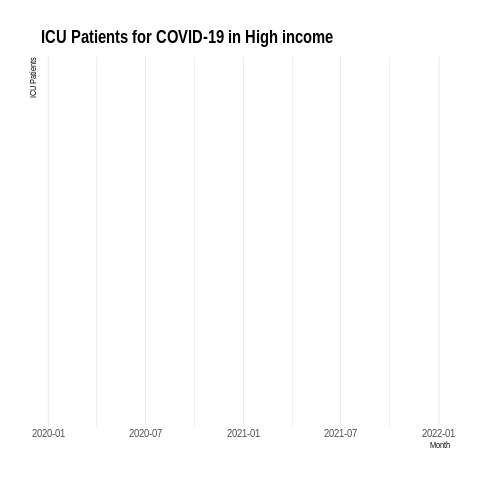 ICU Patients for COVID-19 in High income
ICU Patients
2020-01 2020-07 2021-01 2021-07 2022-01
Month